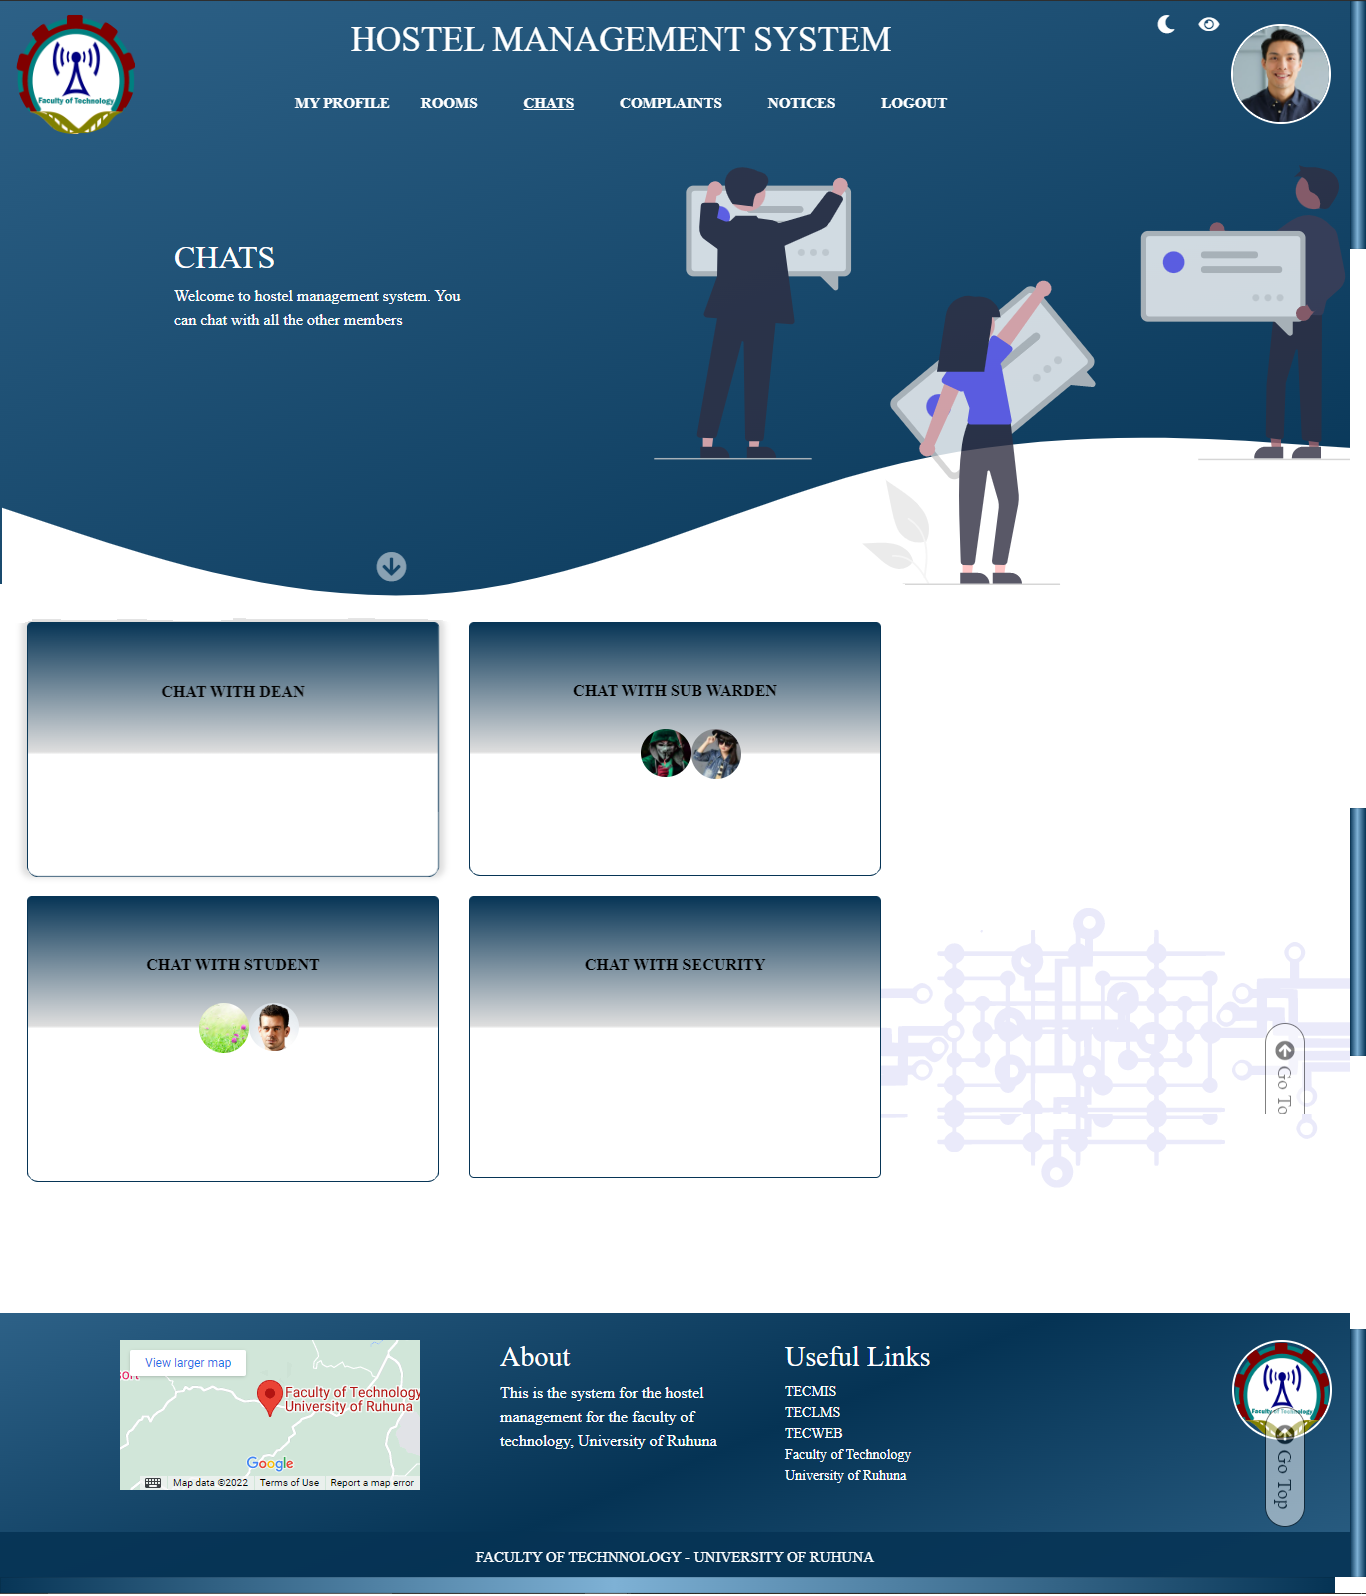 HOSTEL MANAGEMENT SYSTEM
Faculty of Technology
MY PROFILE ROOMS CHATS COMPLAINTS NOTICES LOGOUT
CHATS
Welcome to hostel management system. You
can chat with all the other members
CHAT WITH DEAN
CHAT WITH SUB WARDEN
CHAT WITH STUDENT
CHAT WITH SECURITY
Go To
View larger map
sort
Faculty of Technology
University of Ruhuna
Google
Map data ©2022 Terms of Use Report a map error
About
This is the system for the hostel
management for the faculty of
technology, University of Ruhuna
Useful Links
TECMIS
TECLMS
TECWEB
Faculty of Technology
University of Ruhuna
Faculty of Technology
Go Top
FACULTY OF TECHNNOLOGY - UNIVERSITY OF RUHUNA